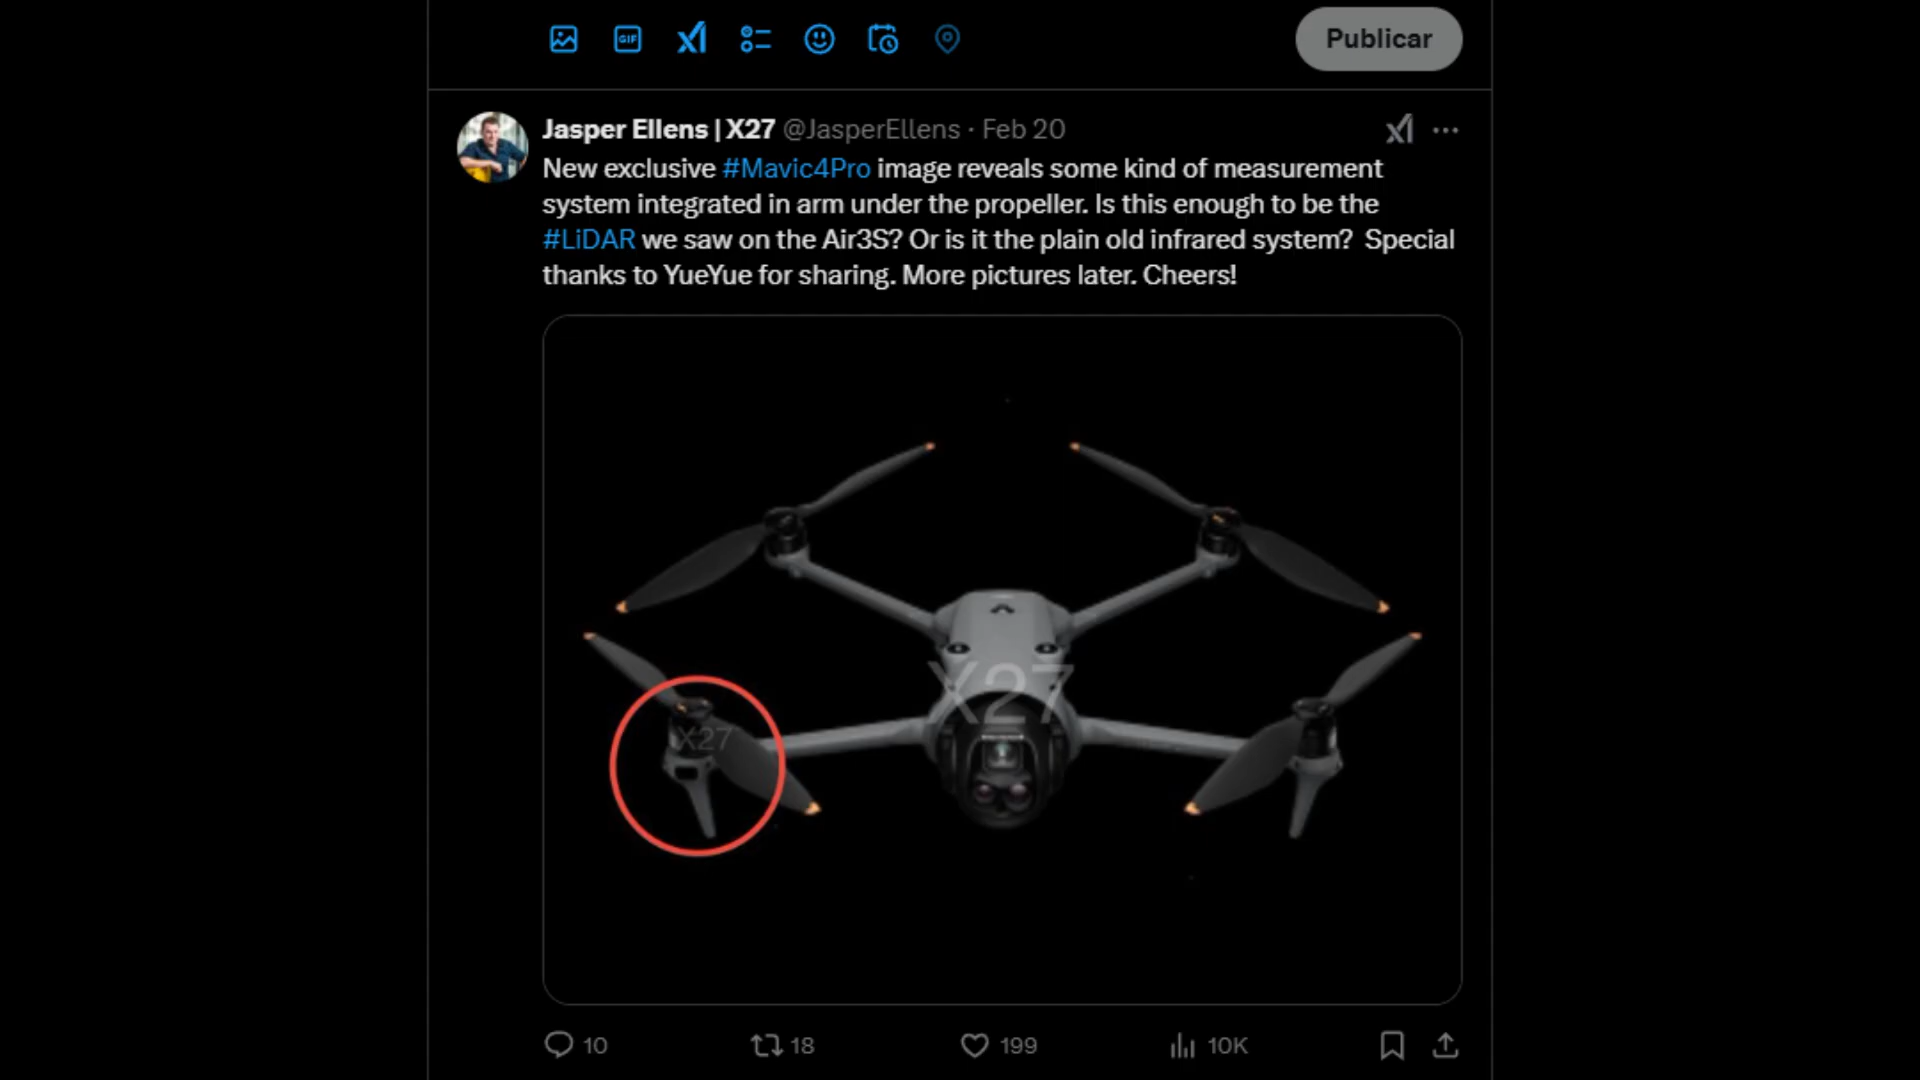 GIF
Publicar
Jasper Ellens | X27 @JasperEllens · Feb 20
New exclusive #Mavic4Pro image reveals some kind of measurement
system integrated in arm under the propeller. Is this enough to be the
#LiDAR we saw on the Air3S? Or is it the plain old infrared system?  Special
thanks to YueYue for sharing. More pictures later. Cheers!
X27
X27
10 18 199 10K